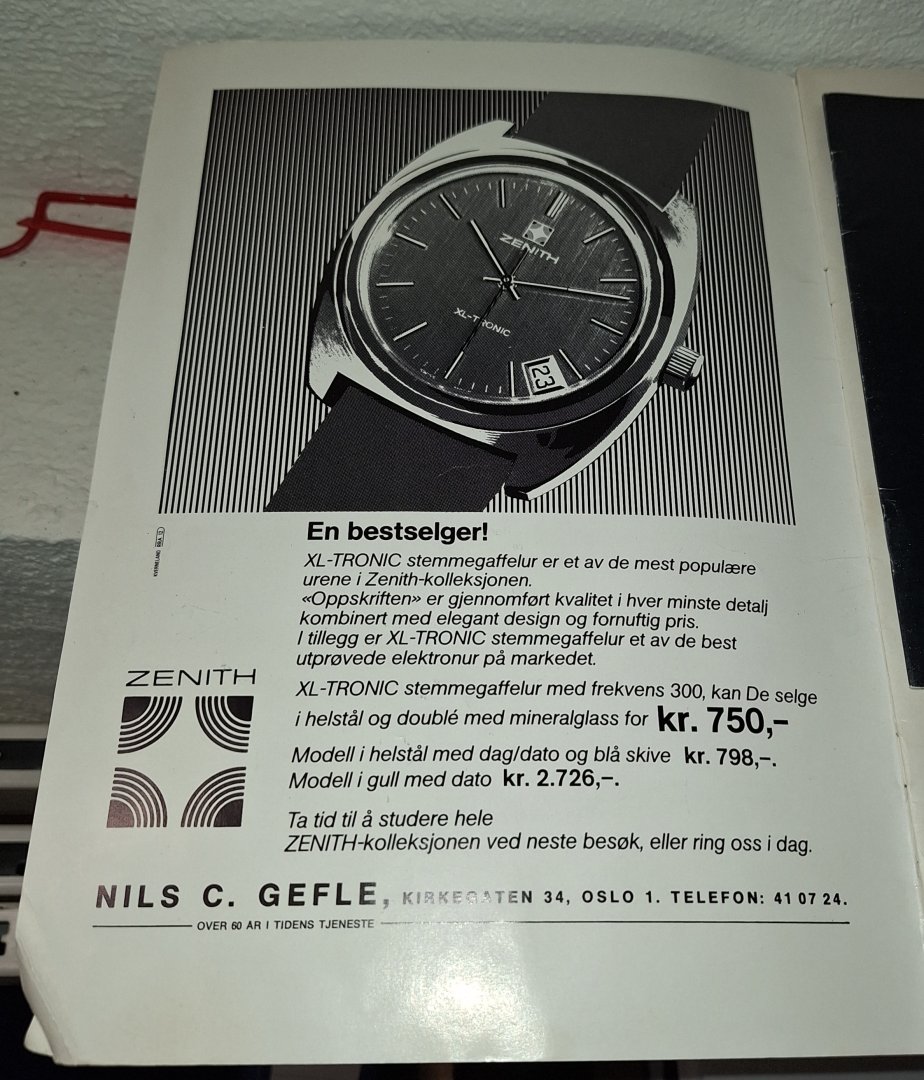 ZENITH
XL-TRONIC
23
En bestselger!
XL-TRONIC stemmegaffelur er et av de mest populære
urene i Zenith-kolleksjonen.
«Oppskriften» er gjennomført kvalitet i hver minste detalj
kombinert med elegant design og fornuftig pris.
I tillegg er XL-TRONIC stemmegaffelur et av de best
utprøvede elektronur på markedet.
ZENITH
XL-TRONIC stemmegaffelur med frekvens 300, kan De selge
i helstål og doublé med mineralglass for kr. 750,–
Modell i helstål med dag/dato og blå skive kr. 798,–.
Modell i gull med dato kr. 2.726,–.
Ta tid til å studere hele
ZENITH-kolleksjonen ved neste besøk, eller ring oss i dag.
NILS C. GEFLE, KIRKEGATEN 34, OSLO 1. TELEFON: 41 07 24.
OVER 60 ÅR I TIDENS TJENESTE